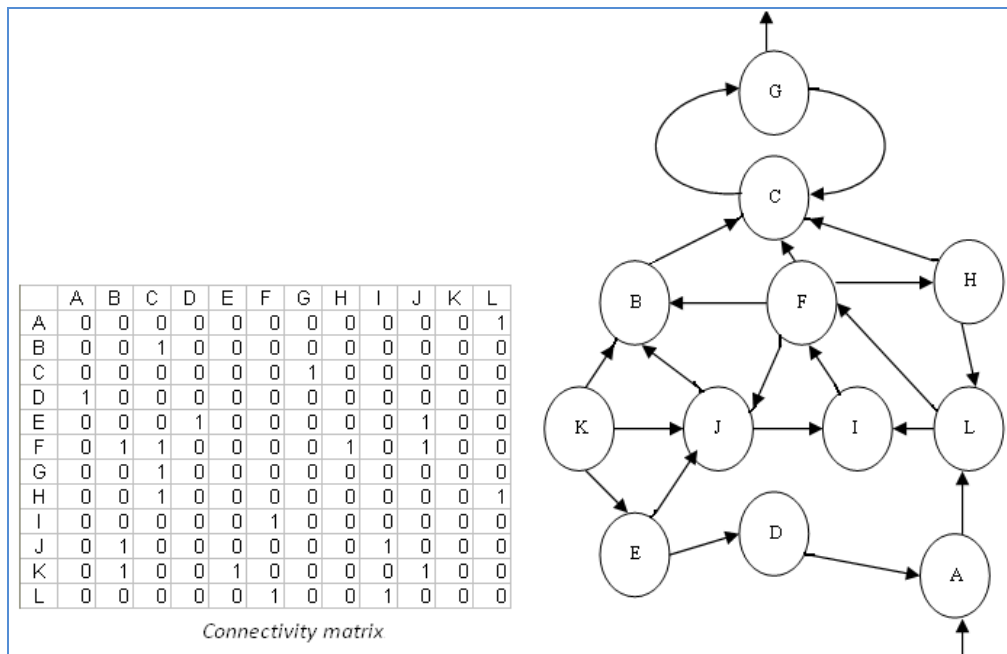 A B C D E F G H I J K L
A 0 0 0 0 0 0 0 0 0 0 0 1
B 0 0 1 0 0 0 0 0 0 0 0 0
C 0 0 0 0 0 0 1 0 0 0 0 0
D 1 0 0 0 0 0 0 0 0 0 0 0
E 0 0 0 1 0 0 0 0 0 1 0 0
F 0 1 1 0 0 0 0 1 0 1 0 0
G 0 0 1 0 0 0 0 0 0 0 0 0
H 0 0 1 0 0 0 0 0 0 0 0 1
I 0 0 0 0 0 1 0 0 0 0 0 0
J 0 1 0 0 0 0 0 0 1 0 0 0
K 0 1 0 0 1 0 0 0 0 1 0 0
L 0 0 0 0 0 1 0 0 1 0 0 0
Connectivity matrix
G
C
H
B F
K J I L
D
E
A